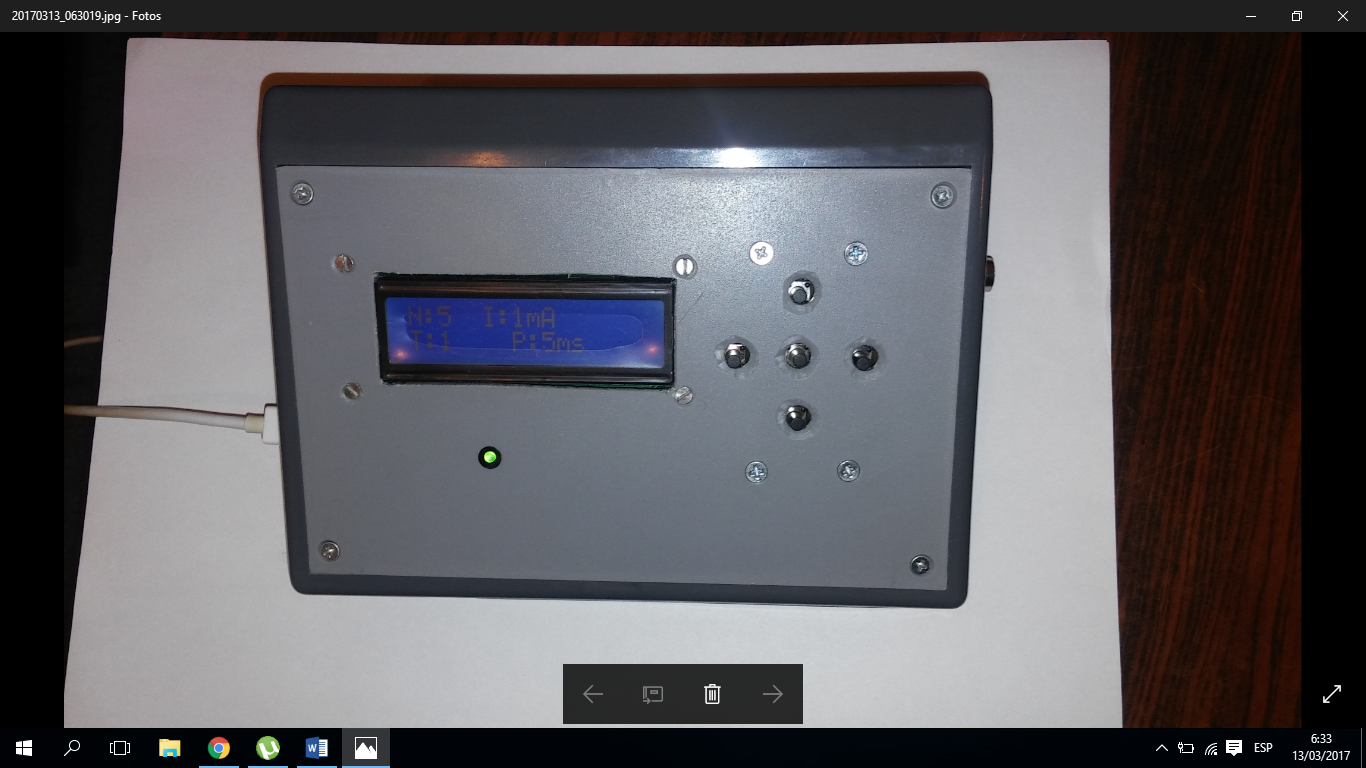 20170313_063019.jpg - Fotos
N:5 I:1mA
T:1 P:5ms
ESP
6:33
13/03/2017